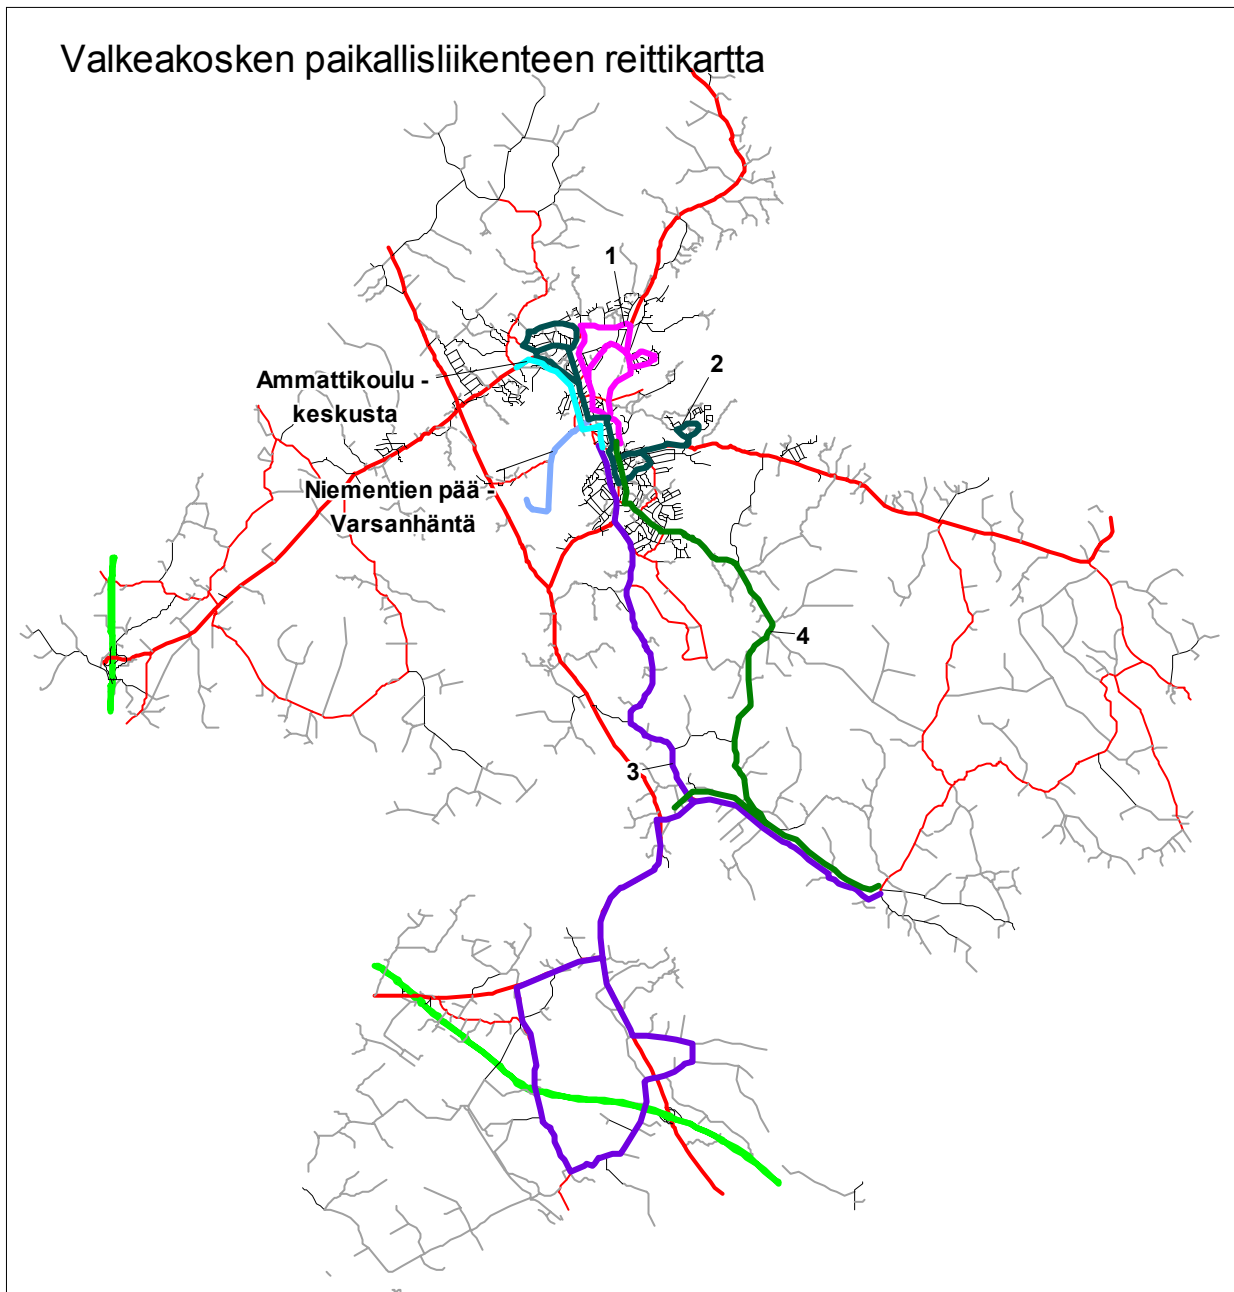 Valkeakosken paikallisliikenteen reittikartta
1
2
Ammattikoulu -
keskusta
Niementien pää -
Varsanhäntä
4
3